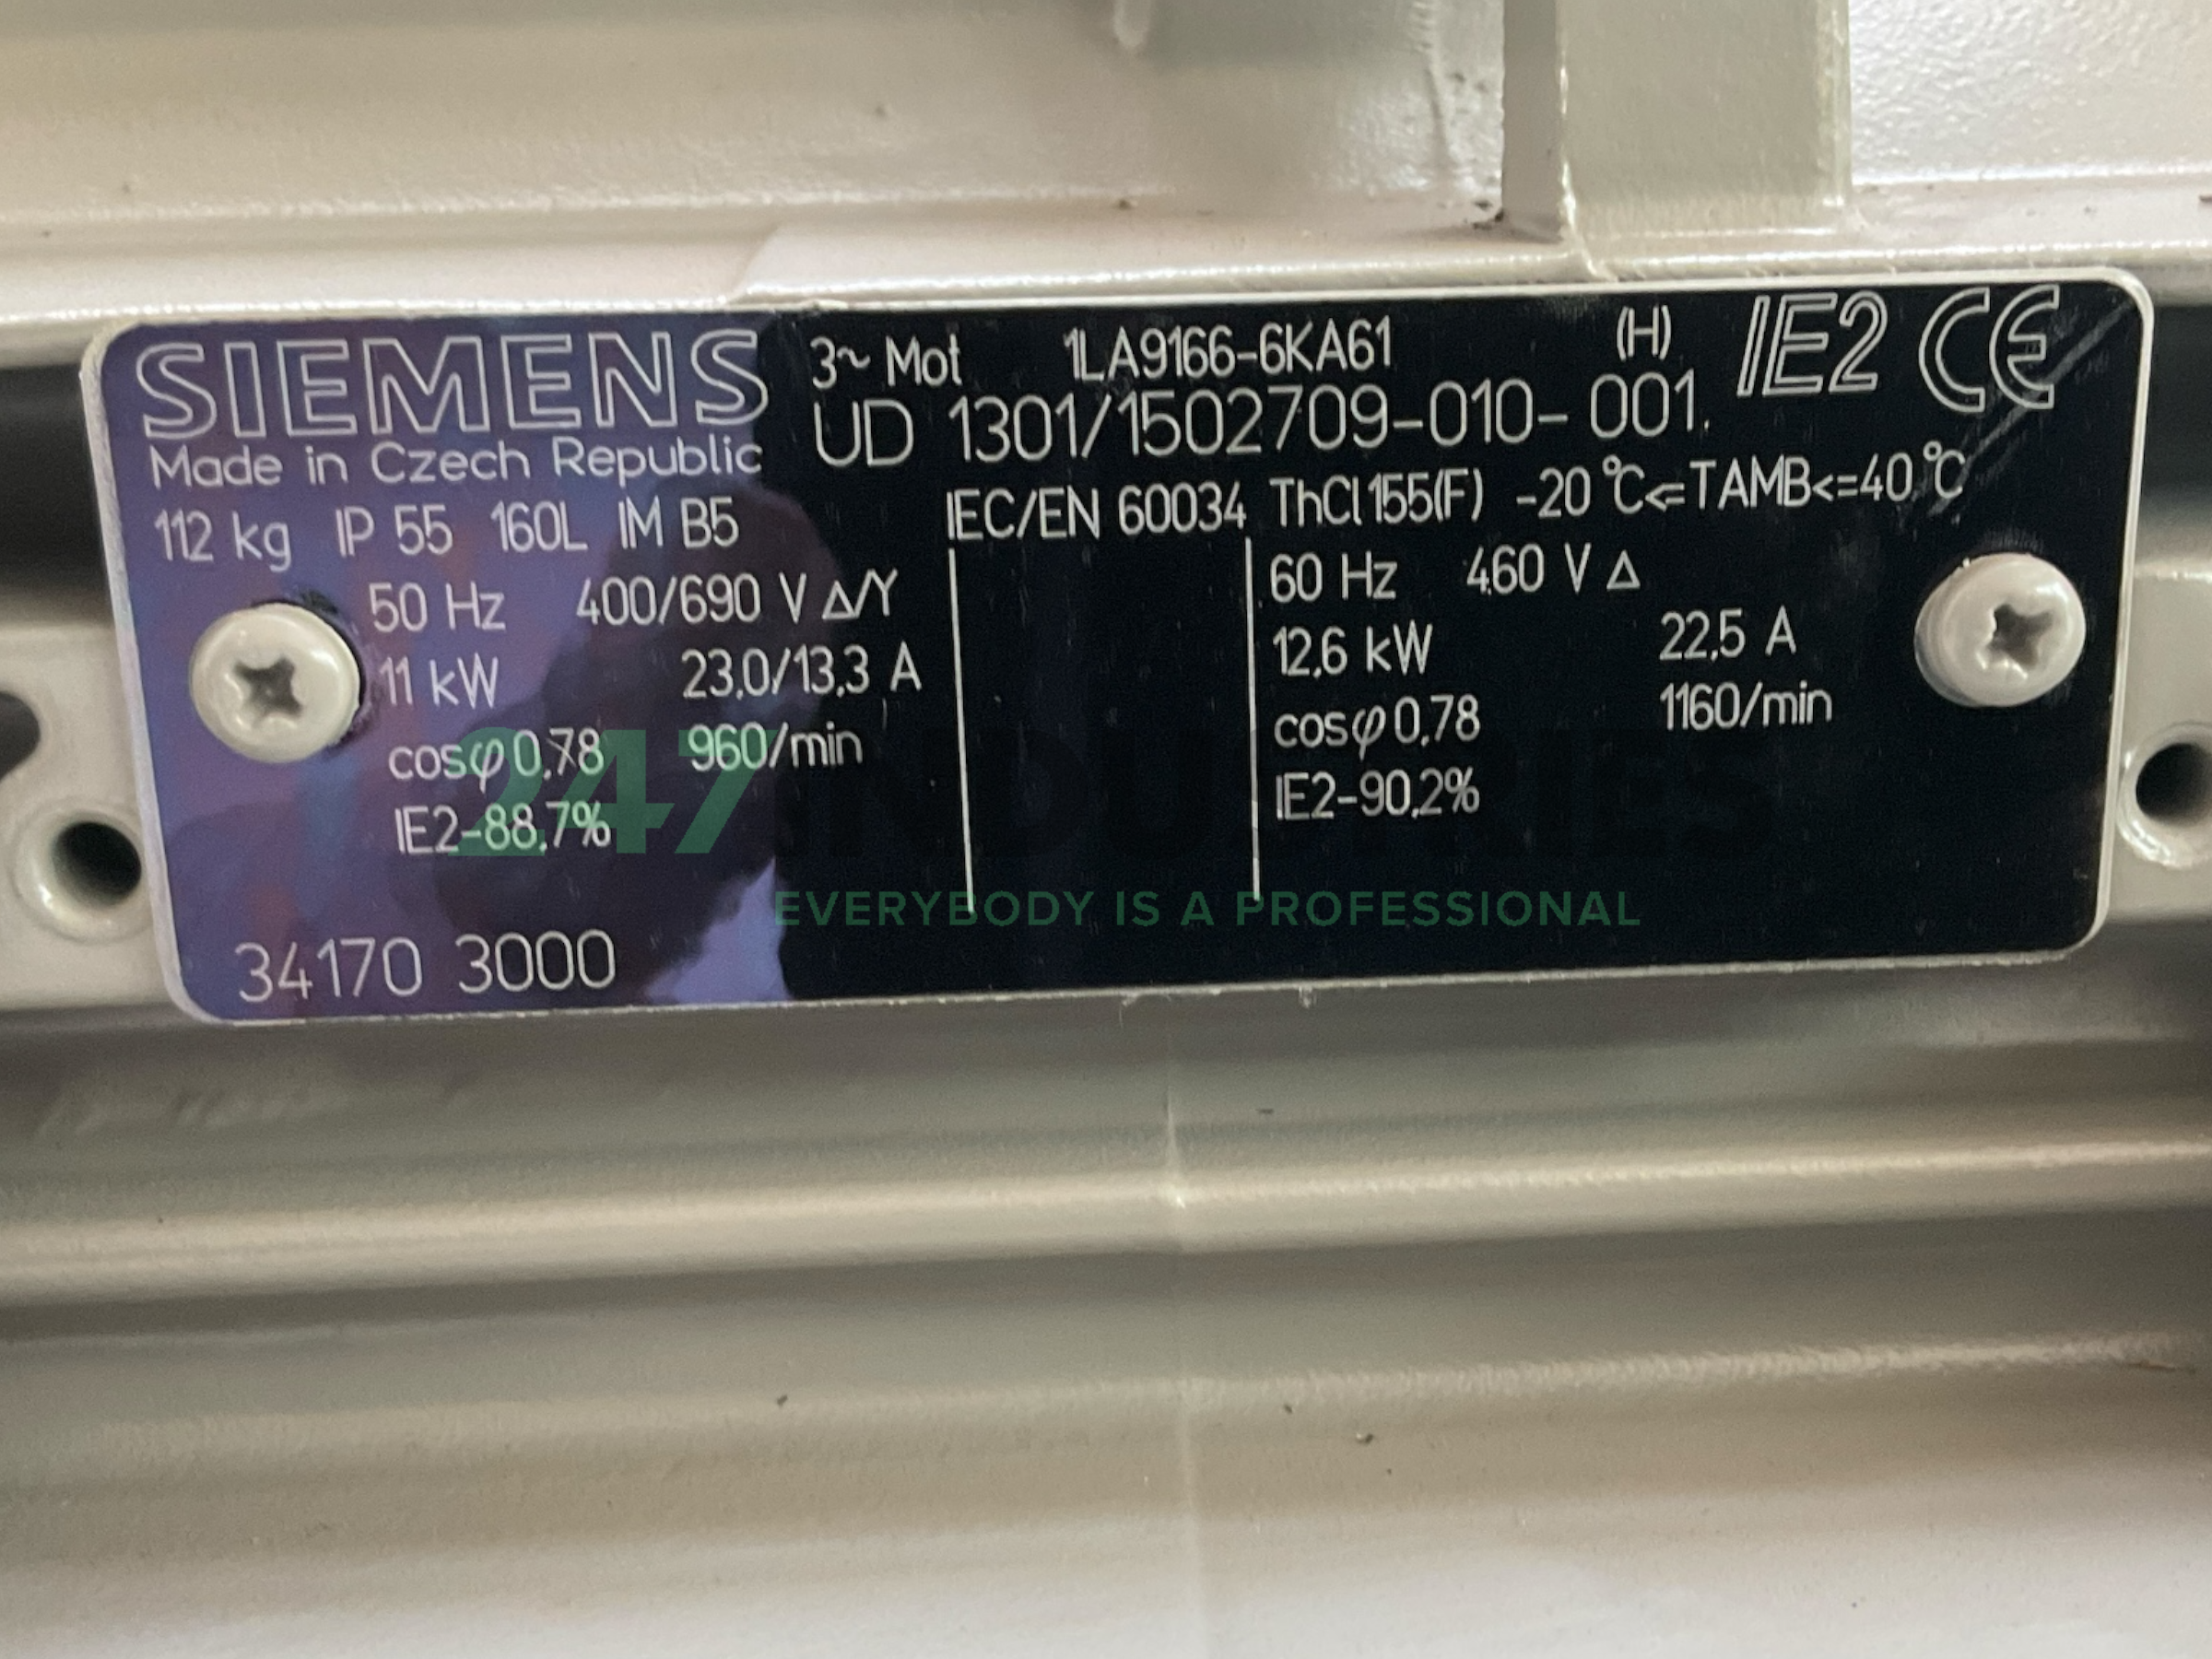 SIEMENS
3~ Mot 1LA9166-6KA61 (H) IE2 CE
UD 1301/1502709-010-001.
Made in Czech Republic
112 kg IP 55 160L IM B5
IEC/EN 60034 ThCl 155(F) -20 °C<=TAMB<=40 °C
50 Hz 400/690 V Δ/Y
11 kW 23,0/13,3 A
cosφ 0,78 960/min
IE2-88,7%
60 Hz 460 V Δ
12,6 kW 22,5 A
cosφ 0,78 1160/min
IE2-90,2%
34170 3000
247
EVERYBODY IS A PROFESSIONAL